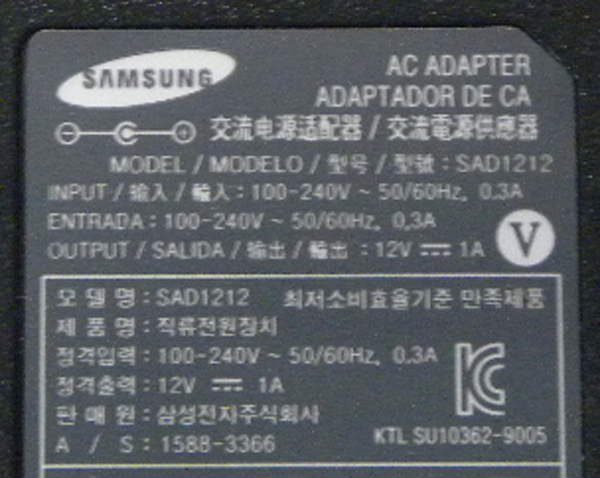 SAMSUNG
AC ADAPTER
ADAPTADOR DE CA
交流电源适配器 / 交流電源供應器
MODEL / MODELO / 型号 / 型號 : SAD1212
INPUT / 输入 / 輸入 : 100-240V ~ 50/60Hz, 0.3A
ENTRADA : 100-240V ~ 50/60Hz, 0.3A
OUTPUT / SALIDA / 输出 / 輸出 : 12V ⎓ 1A
V
모 델 명 : SAD1212 최저소비효율기준 만족제품
제 품 명 : 직류전원장치
정격입력 : 100-240V ~ 50/60Hz, 0.3A
정격출력 : 12V ⎓ 1A
판 매 원 : 삼성전자주식회사
A / S : 1588-3366
KC
KTL SU10362-9005